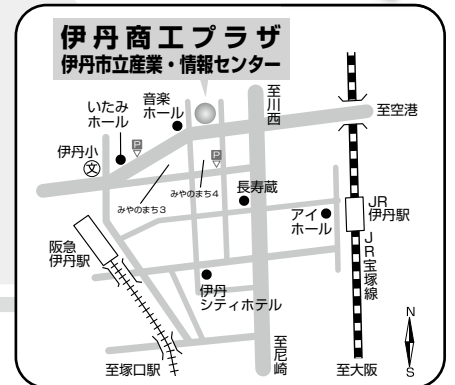 伊丹商工プラザ
伊丹市立産業・情報センター
至川西
音楽
ホール
いたみ
ホール
至空港
伊丹小
文
P
P
みやのまち4
みやのまち3
長寿蔵
アイ
ホール
JR
伊丹駅
阪急
伊丹駅
JR宝塚線
伊丹
シティホテル
至塚口駅
至尼崎
至大阪
N
S